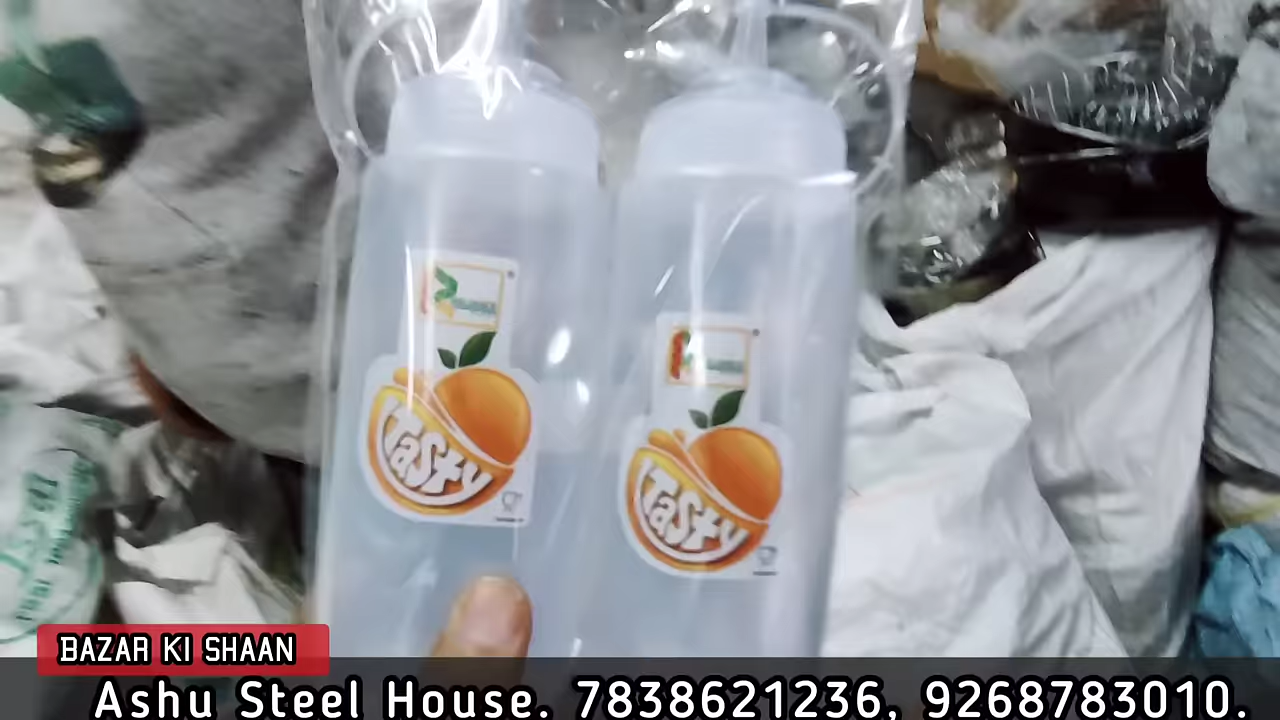 Tasty
Tasty
BAZAR KI SHAAN
Ashu Steel House. 7838621236, 9268783010.